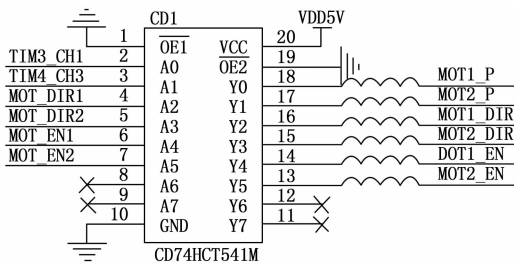 CD1 VDD5V
1 OE1 VCC 20
TIM3_CH1 2 A0 OE2 19
TIM4_CH3 3 A1 Y0 18 MOT1_P
MOT_DIR1 4 A2 Y1 17 MOT2_P
MOT_DIR2 5 A3 Y2 16 MOT1_DIR
MOT_EN1 6 A4 Y3 15 MOT2_DIR
MOT_EN2 7 A5 Y4 14 DOT1_EN
8 A6 Y5 13 MOT2_EN
9 A7 Y6 12
10 GND Y7 11
CD74HCT541M